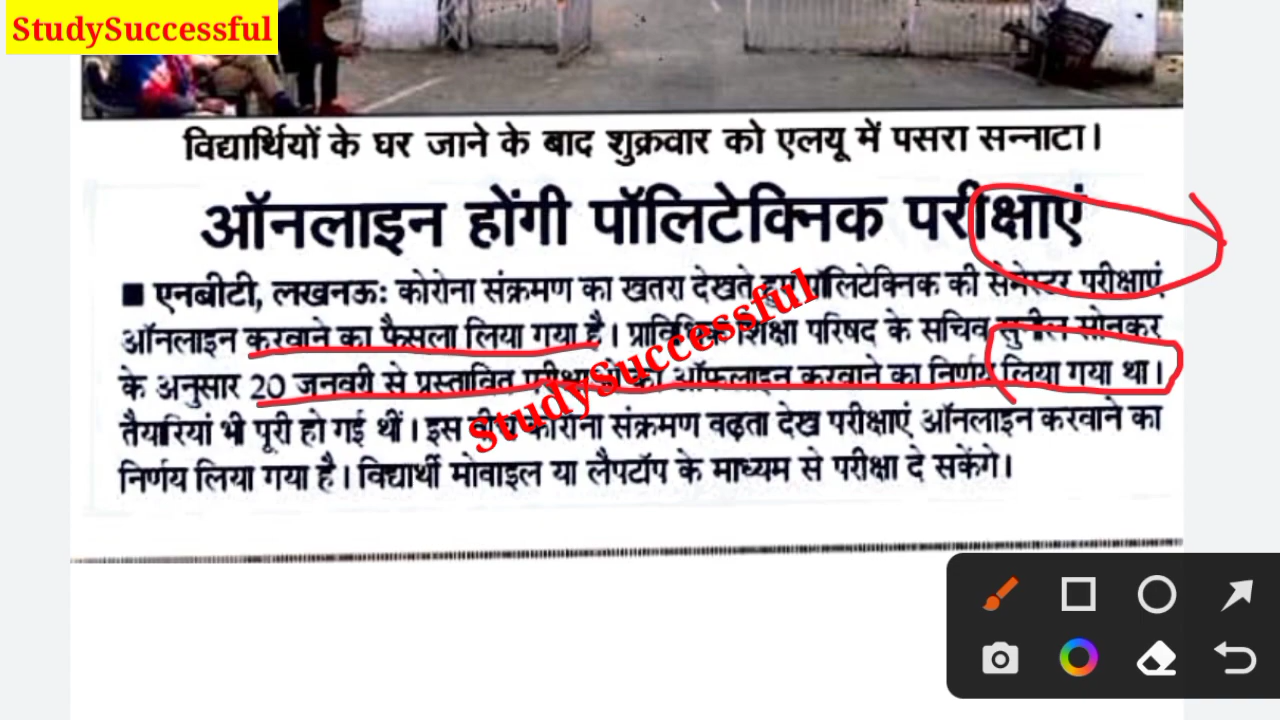 StudySuccessful
विद्यार्थियों के घर जाने के बाद शुक्रवार को एलयू में पसरा सन्नाटा।
ऑनलाइन होंगी पॉलिटेक्निक परीक्षाएं
■ एनबीटी, लखनऊ: कोरोना संक्रमण का खतरा देखते हुए पॉलिटेक्निक की सेमेस्टर परीक्षाएं
ऑनलाइन करवाने का फैसला लिया गया है। प्राविधिक शिक्षा परिषद के सचिव सुनील सोनकर
के अनुसार 20 जनवरी से प्रस्तावित परीक्षाओं को ऑफलाइन करवाने का निर्णय लिया गया था।
तैयारियां भी पूरी हो गई थीं। इस बीच कोरोना संक्रमण बढ़ता देख परीक्षाएं ऑनलाइन करवाने का
निर्णय लिया गया है। विद्यार्थी मोबाइल या लैपटॉप के माध्यम से परीक्षा दे सकेंगे।
StudySuccessful